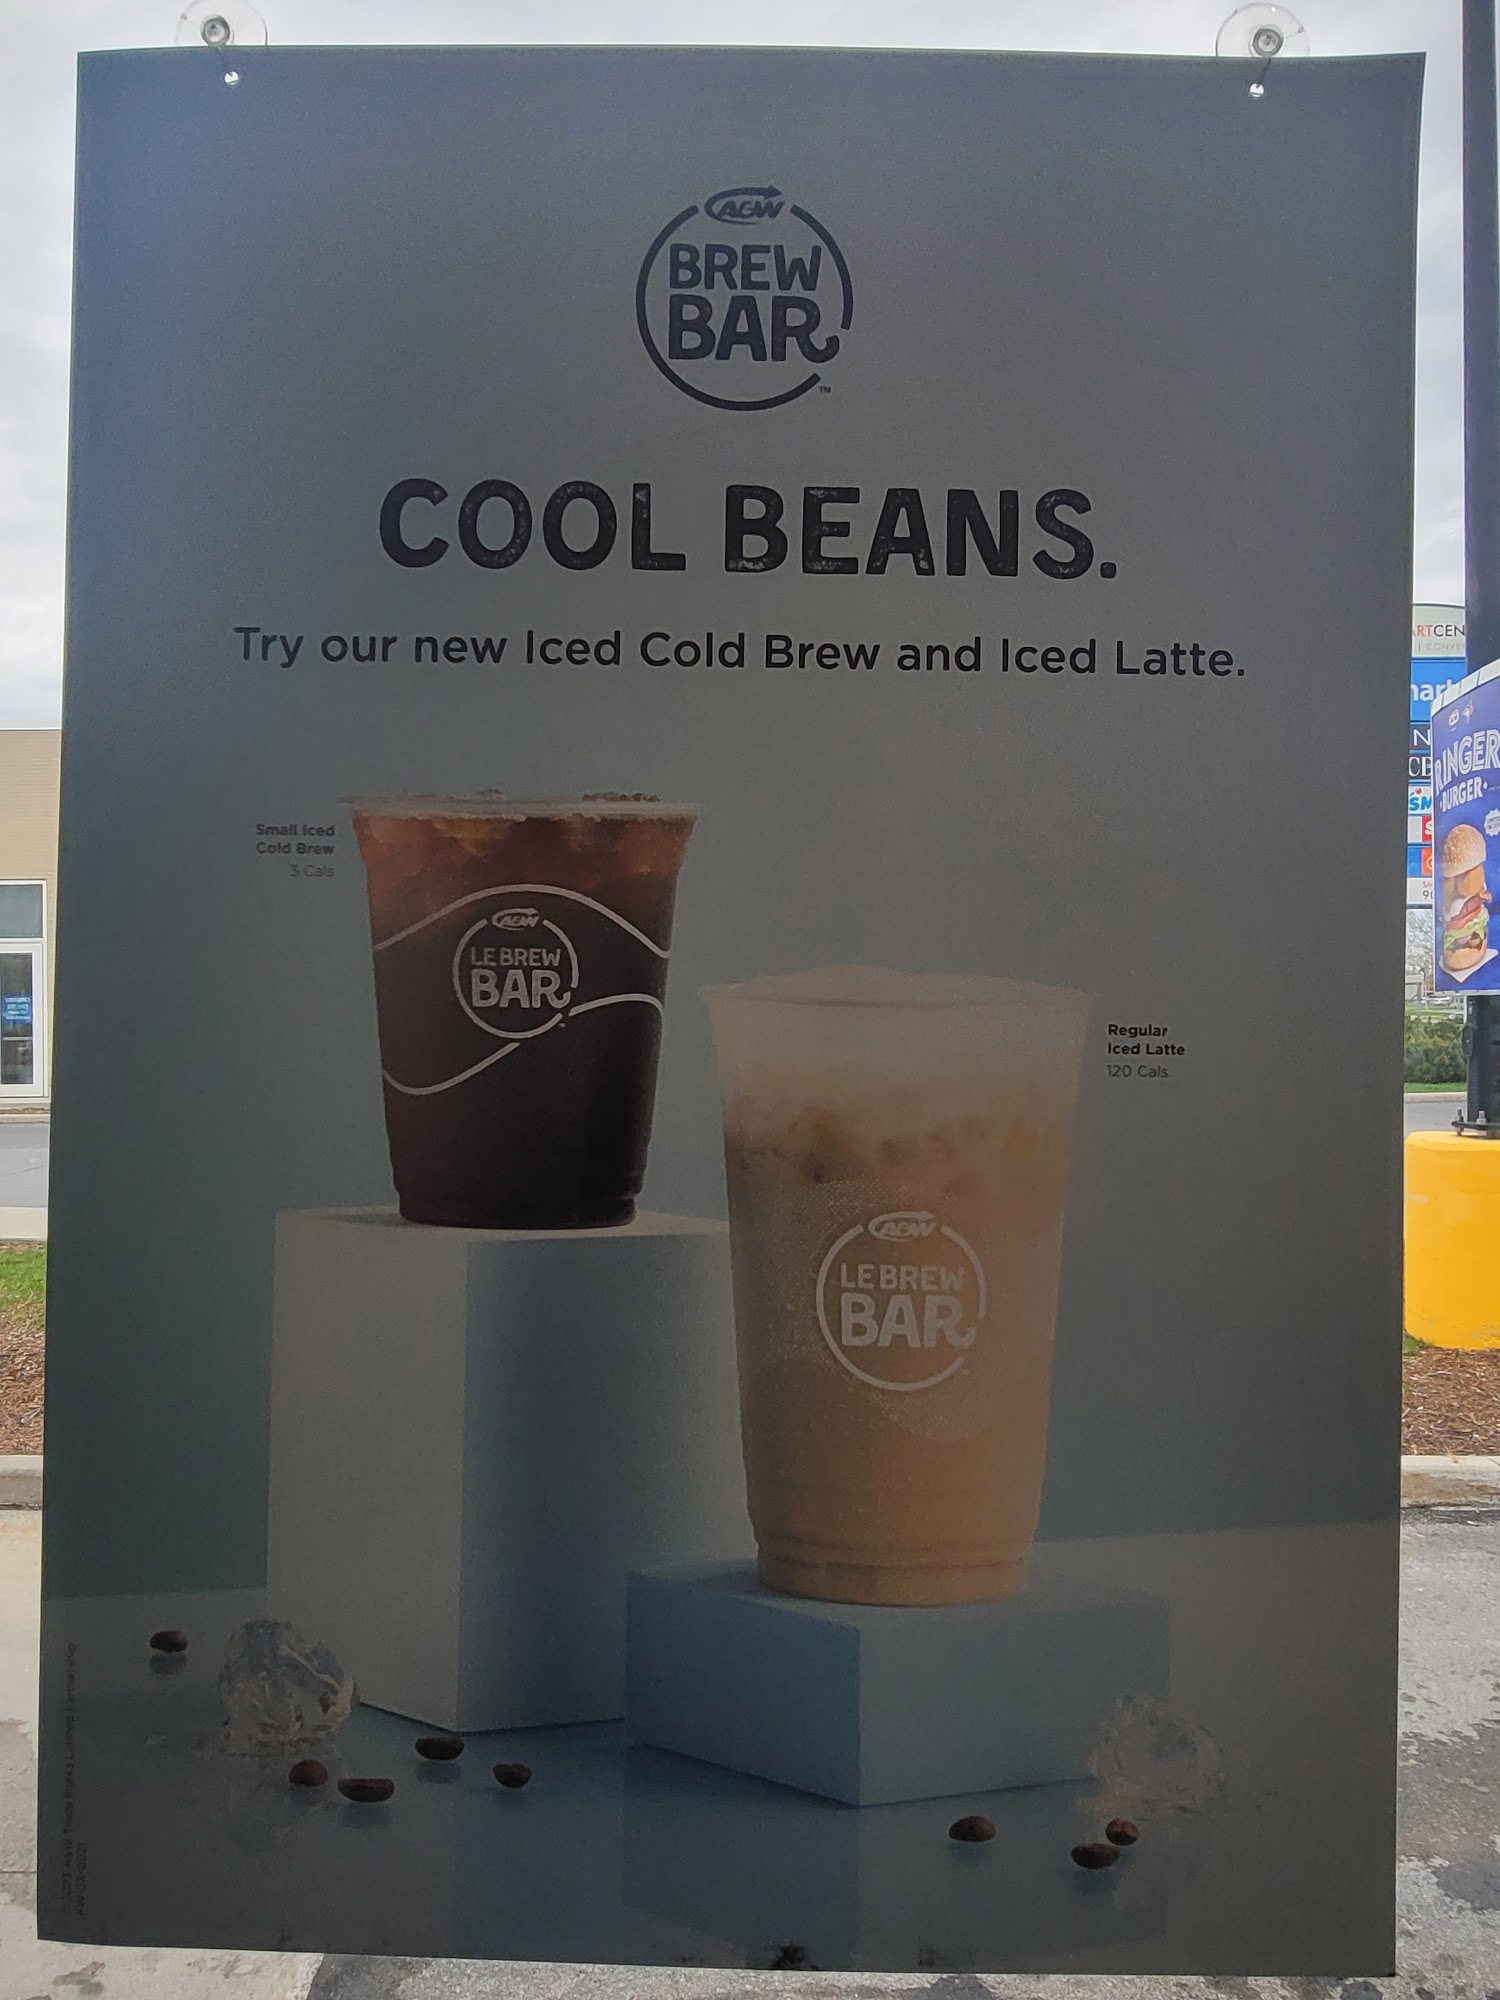 A&W
BREW
BAR
TM
COOL BEANS.
Try our new Iced Cold Brew and Iced Latte.
Small Iced
Cold Brew
3 Cals
A&W
LE BREW
BAR
Regular
Iced Latte
120 Cals
A&W
LE BREW
BAR
RINGER
BURGER